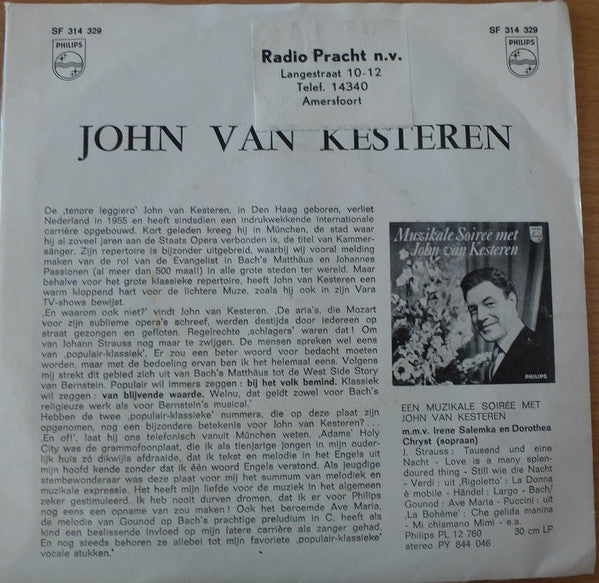 SF 314 329
SF 314 329
PHILIPS
PHILIPS
Radio Pracht n.v.
Langestraat 10-12
Telef. 14340
Amersfoort
JOHN VAN KESTEREN
De ‚tenore leggiero’ John van Kesteren, in Den Haag geboren, verliet
Nederland in 1955 en heeft sindsdien een indrukwekkende internationale
carrière opgebouwd. Kort geleden kreeg hij in München, de stad waar
hij al zoveel jaren aan de Staats Opera verbonden is, de titel van Kammer-
sänger. Zijn repertoire is bijzonder uitgebreid, waarbij wij vooral melding
maken van de rol van de Evangelist in Bach's Matthäus en Johannes
Passionen (al meer dan 500 maal!) in alle grote steden ter wereld. Maar
behalve voor het grote klassieke repertoire, heeft John van Kesteren een
warm kloppend hart voor de lichtere Muze, zoals hij ook in zijn Vara
TV-shows bewijst.
‚En waarom ook niet?’ vindt John van Kesteren. ‚De aria's, die Mozart
voor zijn sublieme opera's schreef, werden destijds door iedereen op
straat gezongen en gefloten. Regelrechte ‚schlagers’ waren dat! Om
van Johann Strauss nog maar te zwijgen. De mensen spreken wel eens
van ‚populair-klassiek’. Er zou een beter woord voor bedacht moeten
worden, maar met de bedoeling ervan ben ik het helemaal eens. Volgens
mij strekt dit gebied zich uit van Bach's Matthäus tot de West Side Story
van Bernstein. Populair wil immers zeggen: bij het volk bemind. Klassiek
wil zeggen: van blijvende waarde. Welnu, dat geldt zowel voor Bach's
religieuze werk als voor Bernstein's musical.’
Hebben de twee ‚populair-klassieke’ nummers, die op deze plaat zijn
opgenomen, nog een bijzondere betekenis voor John van Kesteren? . . .
‚En of!’, laat hij ons telefonisch vanuit München weten. ‚Adams' Holy
City was de grammofoonplaat, die ik als tienjarige jongen in mijn ouder-
lijk huis zó dikwijls afdraaide, dat ik tekst en melodie in het Engels uit
mijn hoofd kende zonder dat ik één woord Engels verstond. Als jeugdige
stembewonderaar was deze plaat voor mij het summum van melodiek en
muzikale expressie. Het heeft mijn liefde voor de muziek in het algemeen
zeker gestimuleerd. Ik heb nooit durven dromen, dat ik er voor Philips
nog eens een opname van zou maken! Ook het beroemde Ave Maria,
de melodie van Gounod op Bach's prachtige preludium in C, heeft als
kind een beslissende invloed op mijn latere carrière als zanger gehad.
En nog steeds behoren ze allebei tot mijn favoriete ‚populair-klassieke’
vocale stukken.’
Muzikale Soirée met
John van Kesteren
PHILIPS
EEN MUZIKALE SOIRÉE MET
JOHN VAN KESTEREN
m.m.v. Irene Salemka en Dorothea
Chryst (sopraan)
J. Strauss: Tausend und eine
Nacht - Love is a many splen-
doured thing - Still wie die Nacht
- Verdi: uit ‚Rigoletto’: La Donna
è mobile - Händel: Largo - Bach/
Gounod: Ave Maria - Puccini: uit
‚La Bohème’: Che gelida manina
- Mi chiamano Mimi - e.a.
Philips PL 12 760 30 cm LP
stereo PY 844 046